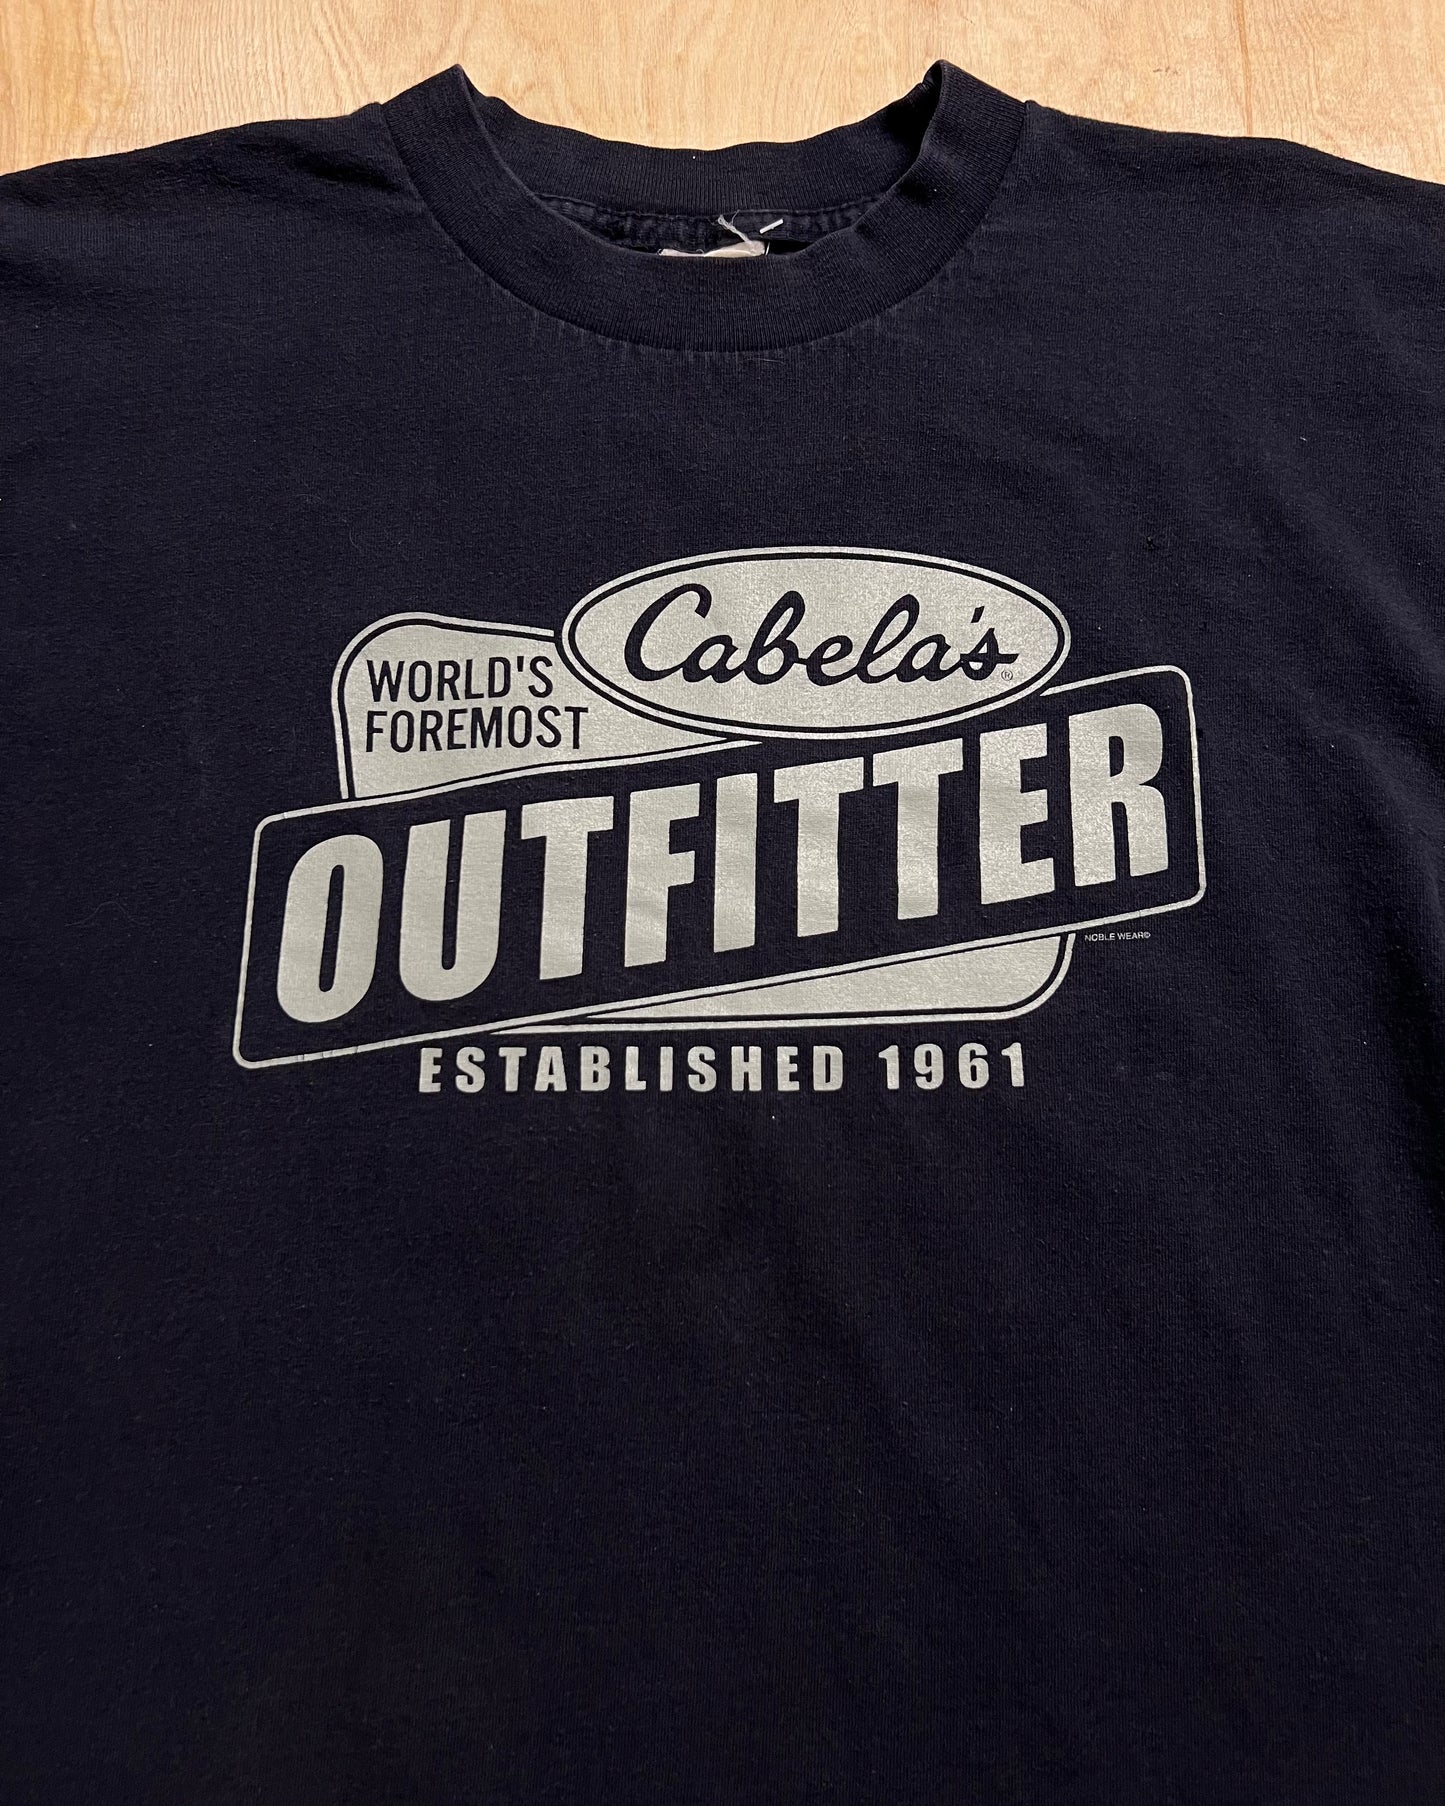 Cabela's®
WORLD'S
FOREMOST
OUTFITTER
NOBLE WEAR©
ESTABLISHED 1961